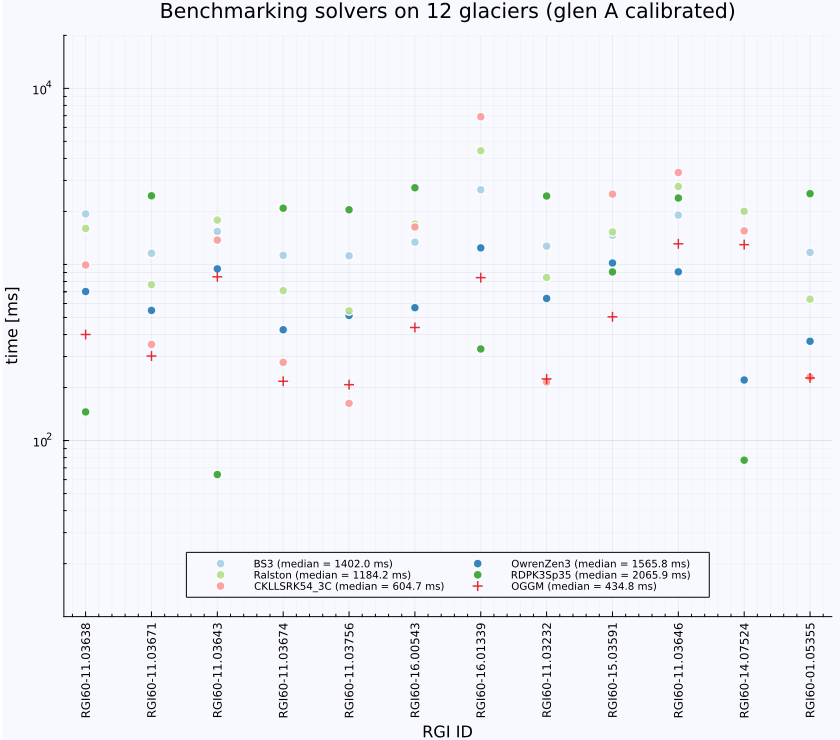 Benchmarking solvers on 12 glaciers (glen A calibrated)
time [ms]
10⁴
10²
BS3 (median = 1402.0 ms)
OwrenZen3 (median = 1565.8 ms)
Ralston (median = 1184.2 ms)
RDPK3Sp35 (median = 2065.9 ms)
CKLLSRK54_3C (median = 604.7 ms)
OGGM (median = 434.8 ms)
RGI60-11.03638
RGI60-11.03671
RGI60-11.03643
RGI60-11.03674
RGI60-11.03756
RGI60-16.00543
RGI60-16.01339
RGI60-11.03232
RGI60-15.03591
RGI60-11.03646
RGI60-14.07524
RGI60-01.05355
RGI ID